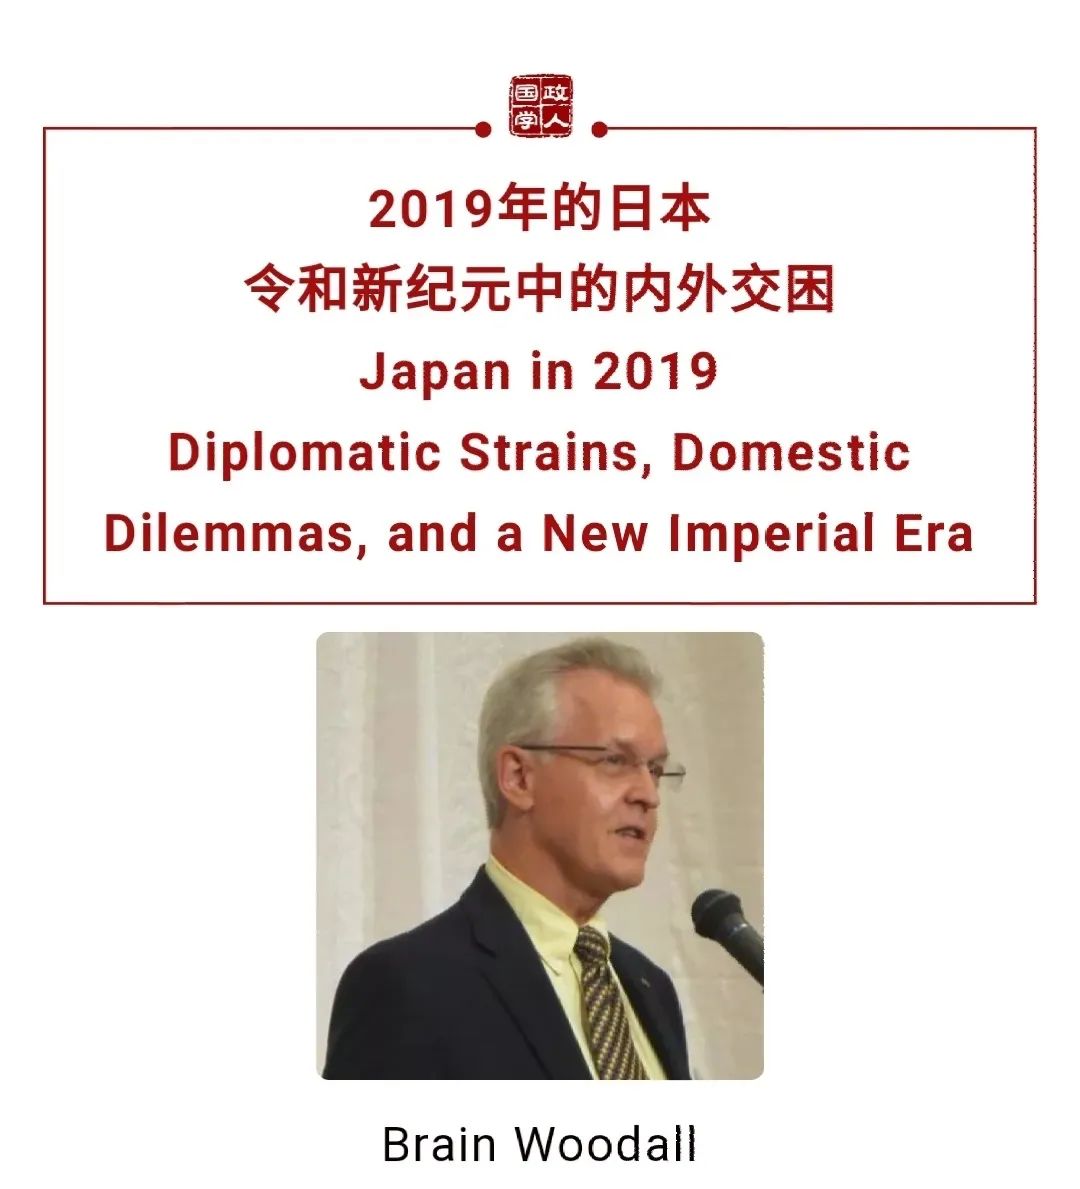 国政
学人
2019年的日本
令和新纪元中的内外交困
Japan in 2019
Diplomatic Strains, Domestic
Dilemmas, and a New Imperial Era
Brain Woodall